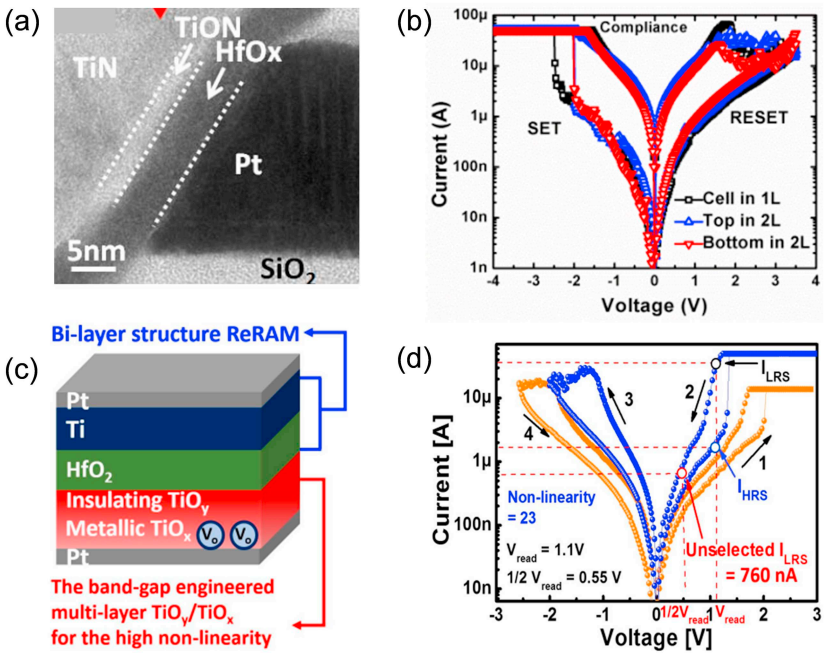 (a)
TiN
TiON
HfOx
Pt
5nm
SiO2
(b)
Current (A)
100µ
10µ
1µ
100n
10n
1n
Compliance
SET
RESET
Cell in 1L
Top in 2L
Bottom in 2L
-4 -3 -2 -1 0 1 2 3 4
Voltage (V)
(c)
Bi-layer structure ReRAM
Pt
Ti
HfO2
Insulating TiOy
Metallic TiOx Vo Vo
Pt
The band-gap engineered
multi-layer TiOy/TiOx
for the high non-linearity
(d)
Current [A]
10µ
1µ
100n
10n
3
4
2
1
ILRS
IHRS
Non-linearity
= 23
Vread = 1.1V
1/2 Vread = 0.55 V
Unselected ILRS
= 760 nA
1/2Vread Vread
-3 -2 -1 0 1 2 3
Voltage [V]